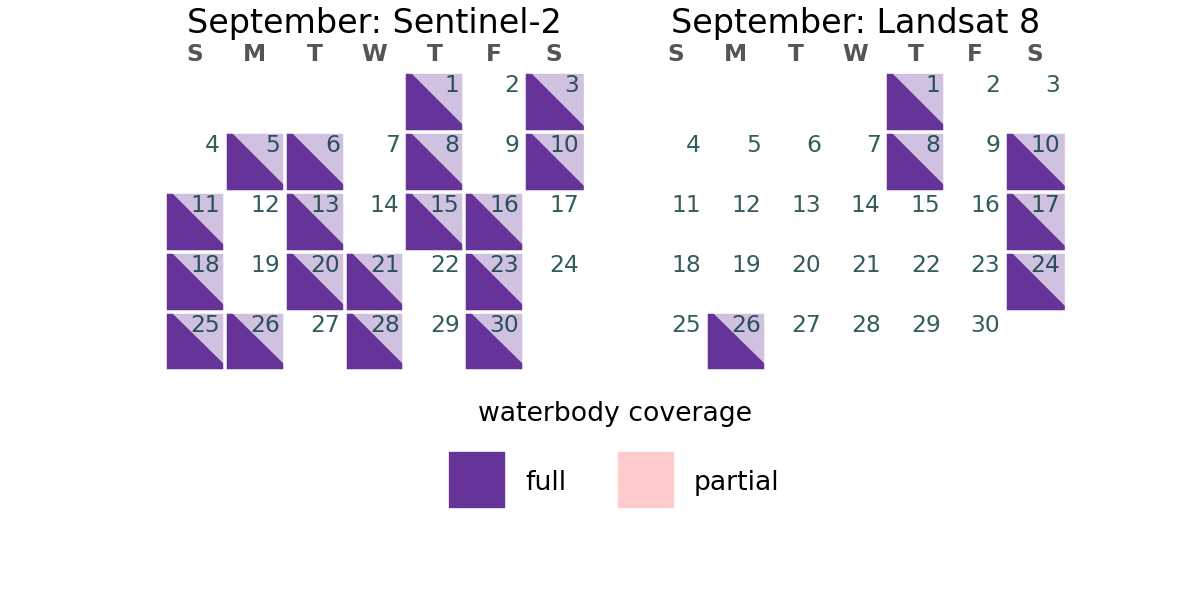 September: Sentinel-2
S M T W T F S
1 2 3
4 5 6 7 8 9 10
11 12 13 14 15 16 17
18 19 20 21 22 23 24
25 26 27 28 29 30
September: Landsat 8
S M T W T F S
1 2 3
4 5 6 7 8 9 10
11 12 13 14 15 16 17
18 19 20 21 22 23 24
25 26 27 28 29 30
waterbody coverage
full partial